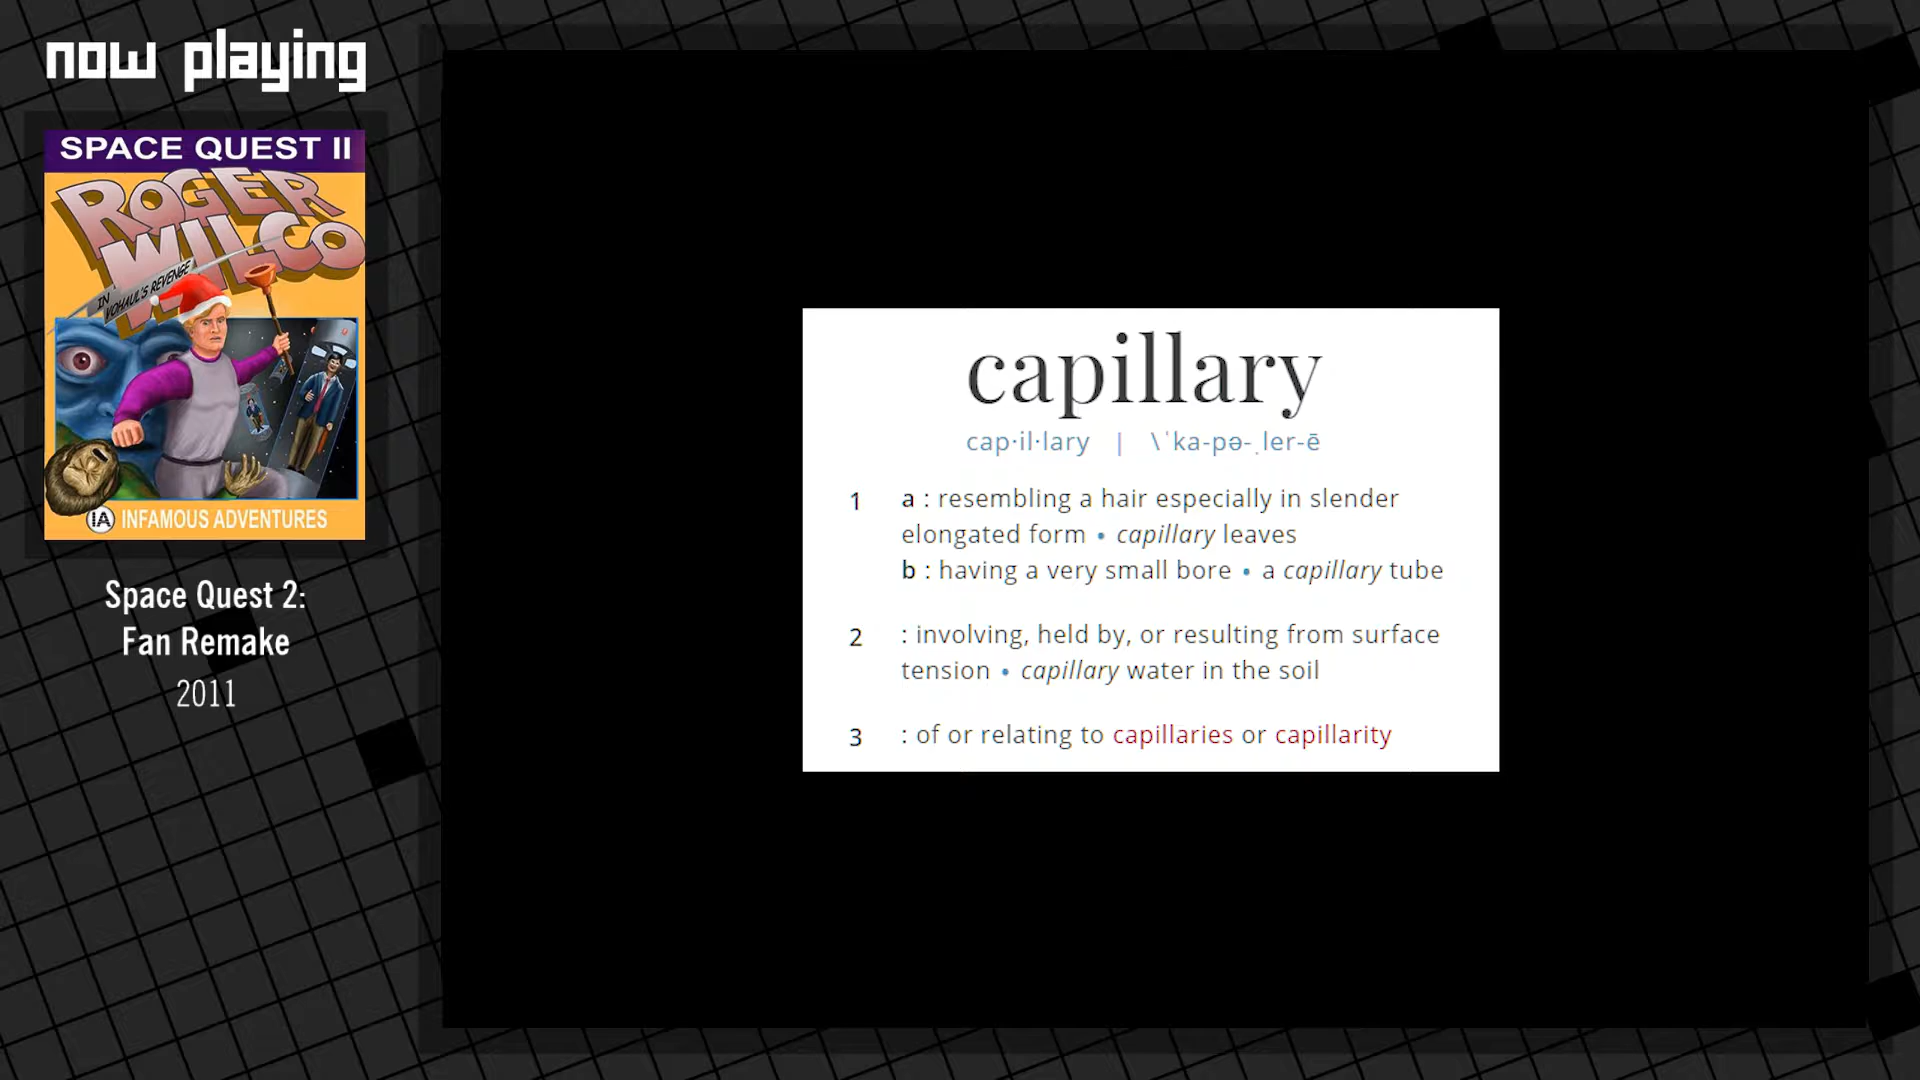 now playing
SPACE QUEST II
ROGER
WILCO
IN
VOHAUL'S REVENGE
IA INFAMOUS ADVENTURES
Space Quest 2:
Fan Remake
2011
capillary
cap·il·lary | \ ˈka-pə-ˌler-ē
1 a : resembling a hair especially in slender
elongated form • capillary leaves
b : having a very small bore • a capillary tube
2 : involving, held by, or resulting from surface
tension • capillary water in the soil
3 : of or relating to capillaries or capillarity